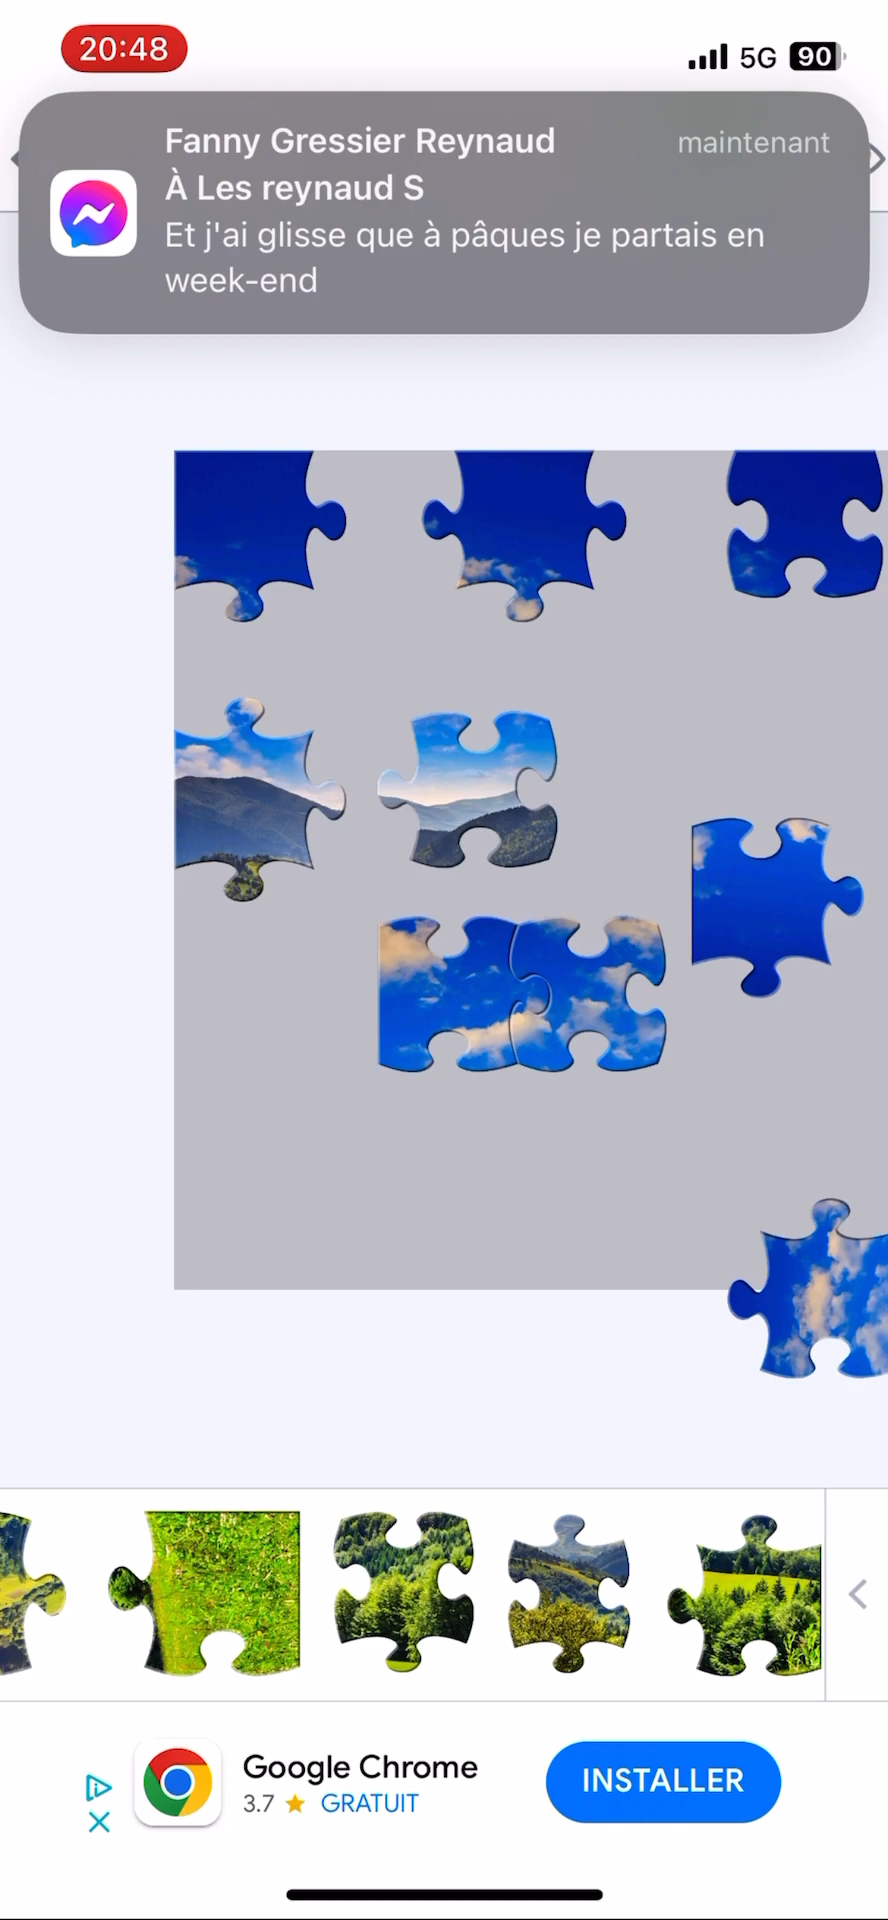 20:48
5G 90
Fanny Gressier Reynaud
maintenant
À Les reynaud S
Et j'ai glisse que à pâques je partais en
week-end
Google Chrome
3.7 ★ GRATUIT
INSTALLER